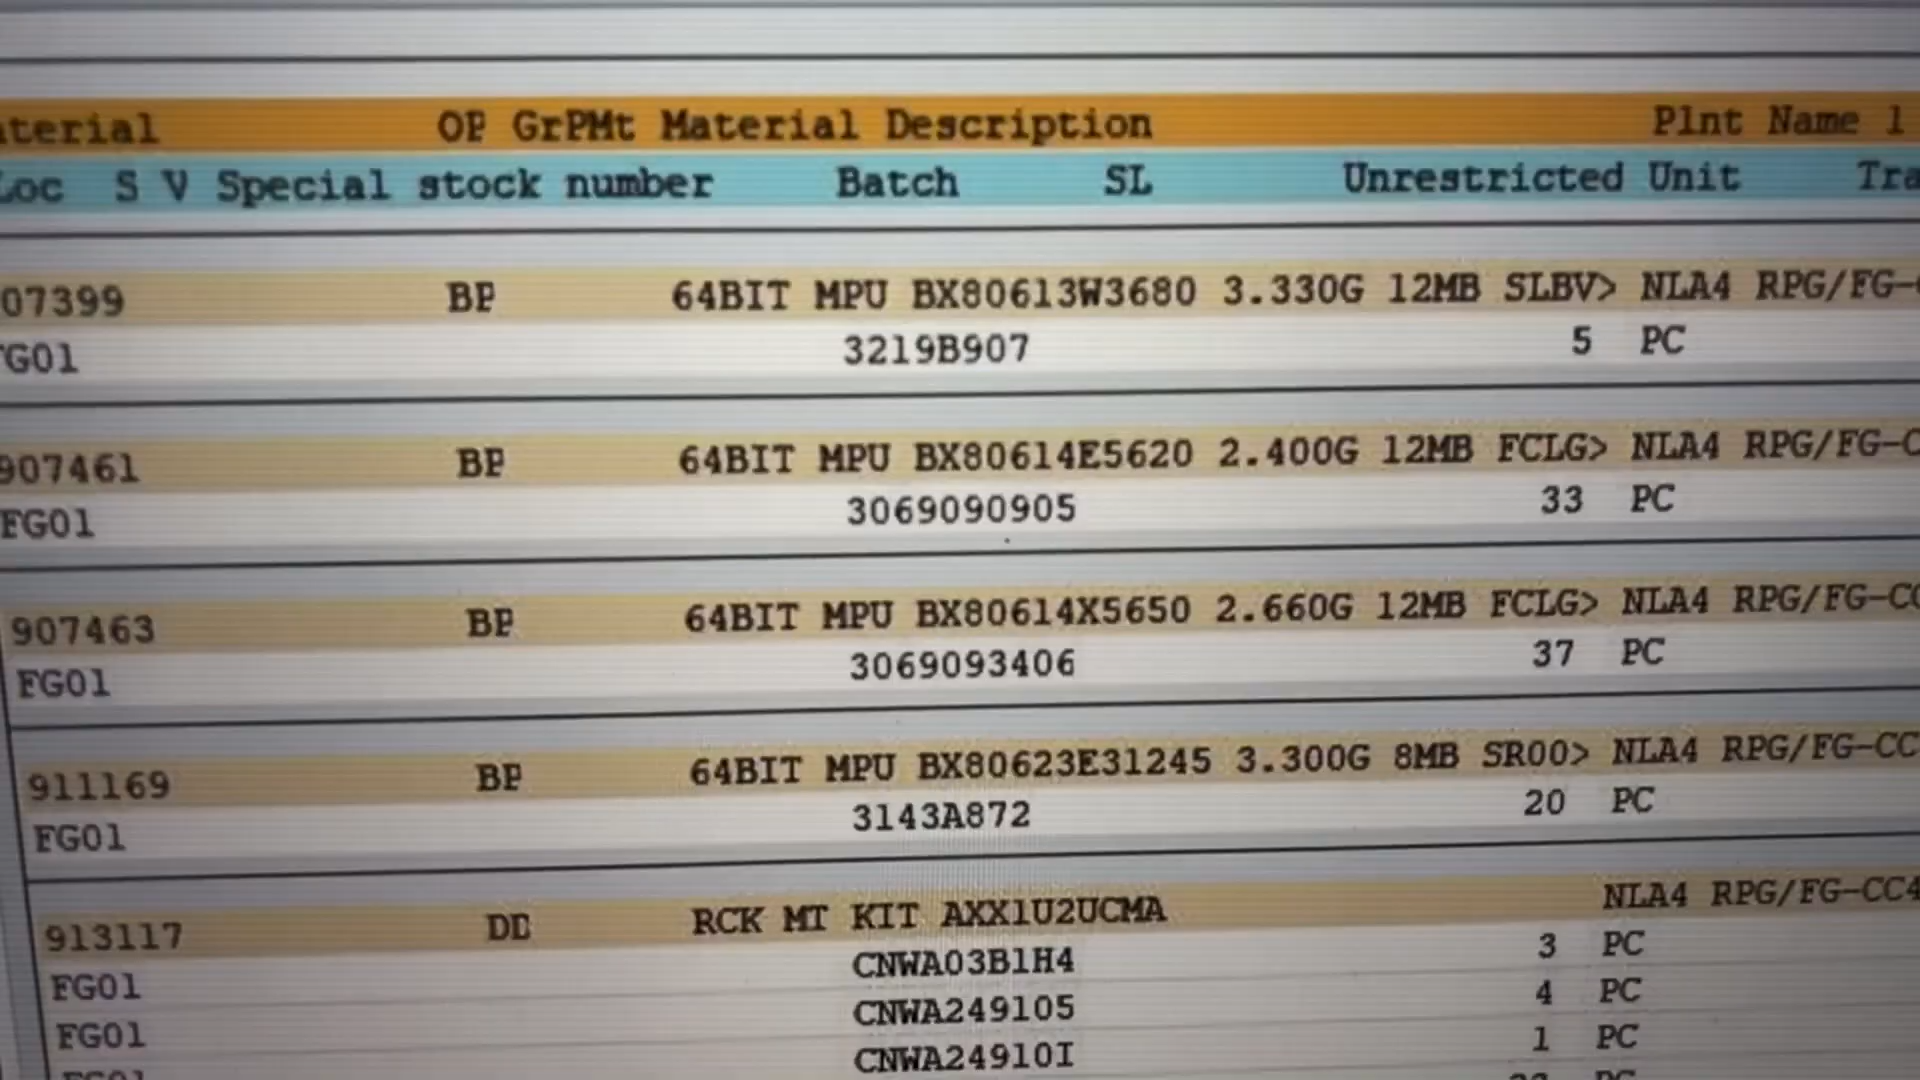 aterial OP GrPMt Material Description Plnt Name 1
Loc S V Special stock number Batch SL Unrestricted Unit Tra
07399 BP 64BIT MPU BX80613W3680 3.330G 12MB SLBV> NLA4 RPG/FG-
FG01 3219B907 5 PC
907461 BP 64BIT MPU BX80614E5620 2.400G 12MB FCLG> NLA4 RPG/FG-C
FG01 3069090905 33 PC
907463 BP 64BIT MPU BX80614X5650 2.660G 12MB FCLG> NLA4 RPG/FG-CC
FG01 3069093406 37 PC
911169 BP 64BIT MPU BX80623E31245 3.300G 8MB SR00> NLA4 RPG/FG-CC
FG01 3143A872 20 PC
913117 DD RCK MT KIT AXX1U2UCMA NLA4 RPG/FG-CC4
FG01 CNWA03B1H4 3 PC
FG01 CNWA249105 4 PC
FG01 CNWA24910I 1 PC
PC